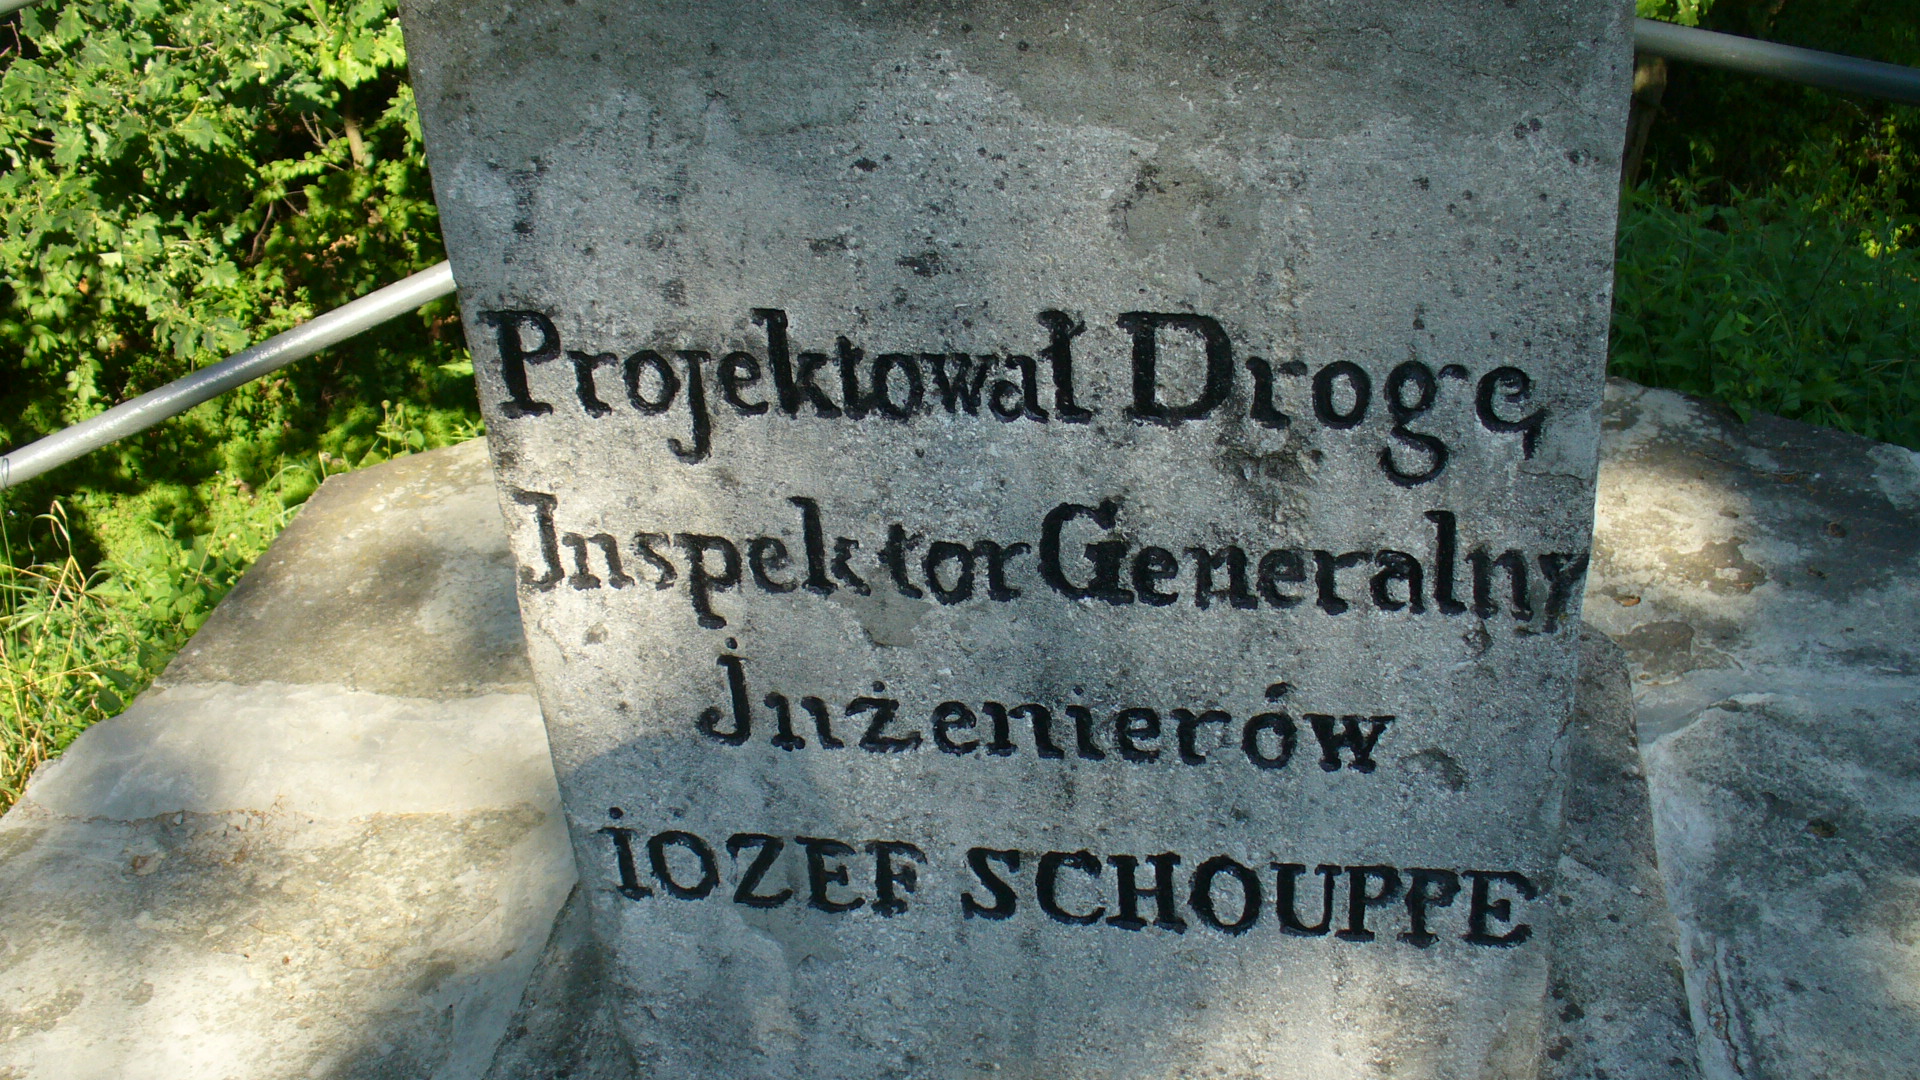 Projektował Drogę
Inspektor Generalny
Inżenierów
IOZEF SCHOUPPE